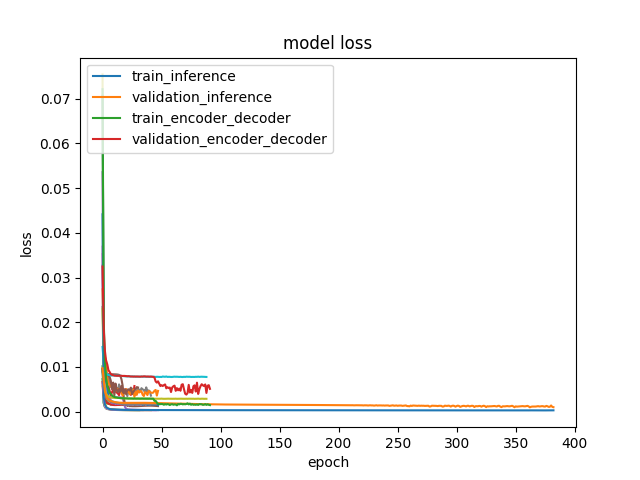 model loss
train_inference
validation_inference
train_encoder_decoder
validation_encoder_decoder
loss
0.07
0.06
0.05
0.04
0.03
0.02
0.01
0.00
0
50
100
150
200
250
300
350
400
epoch